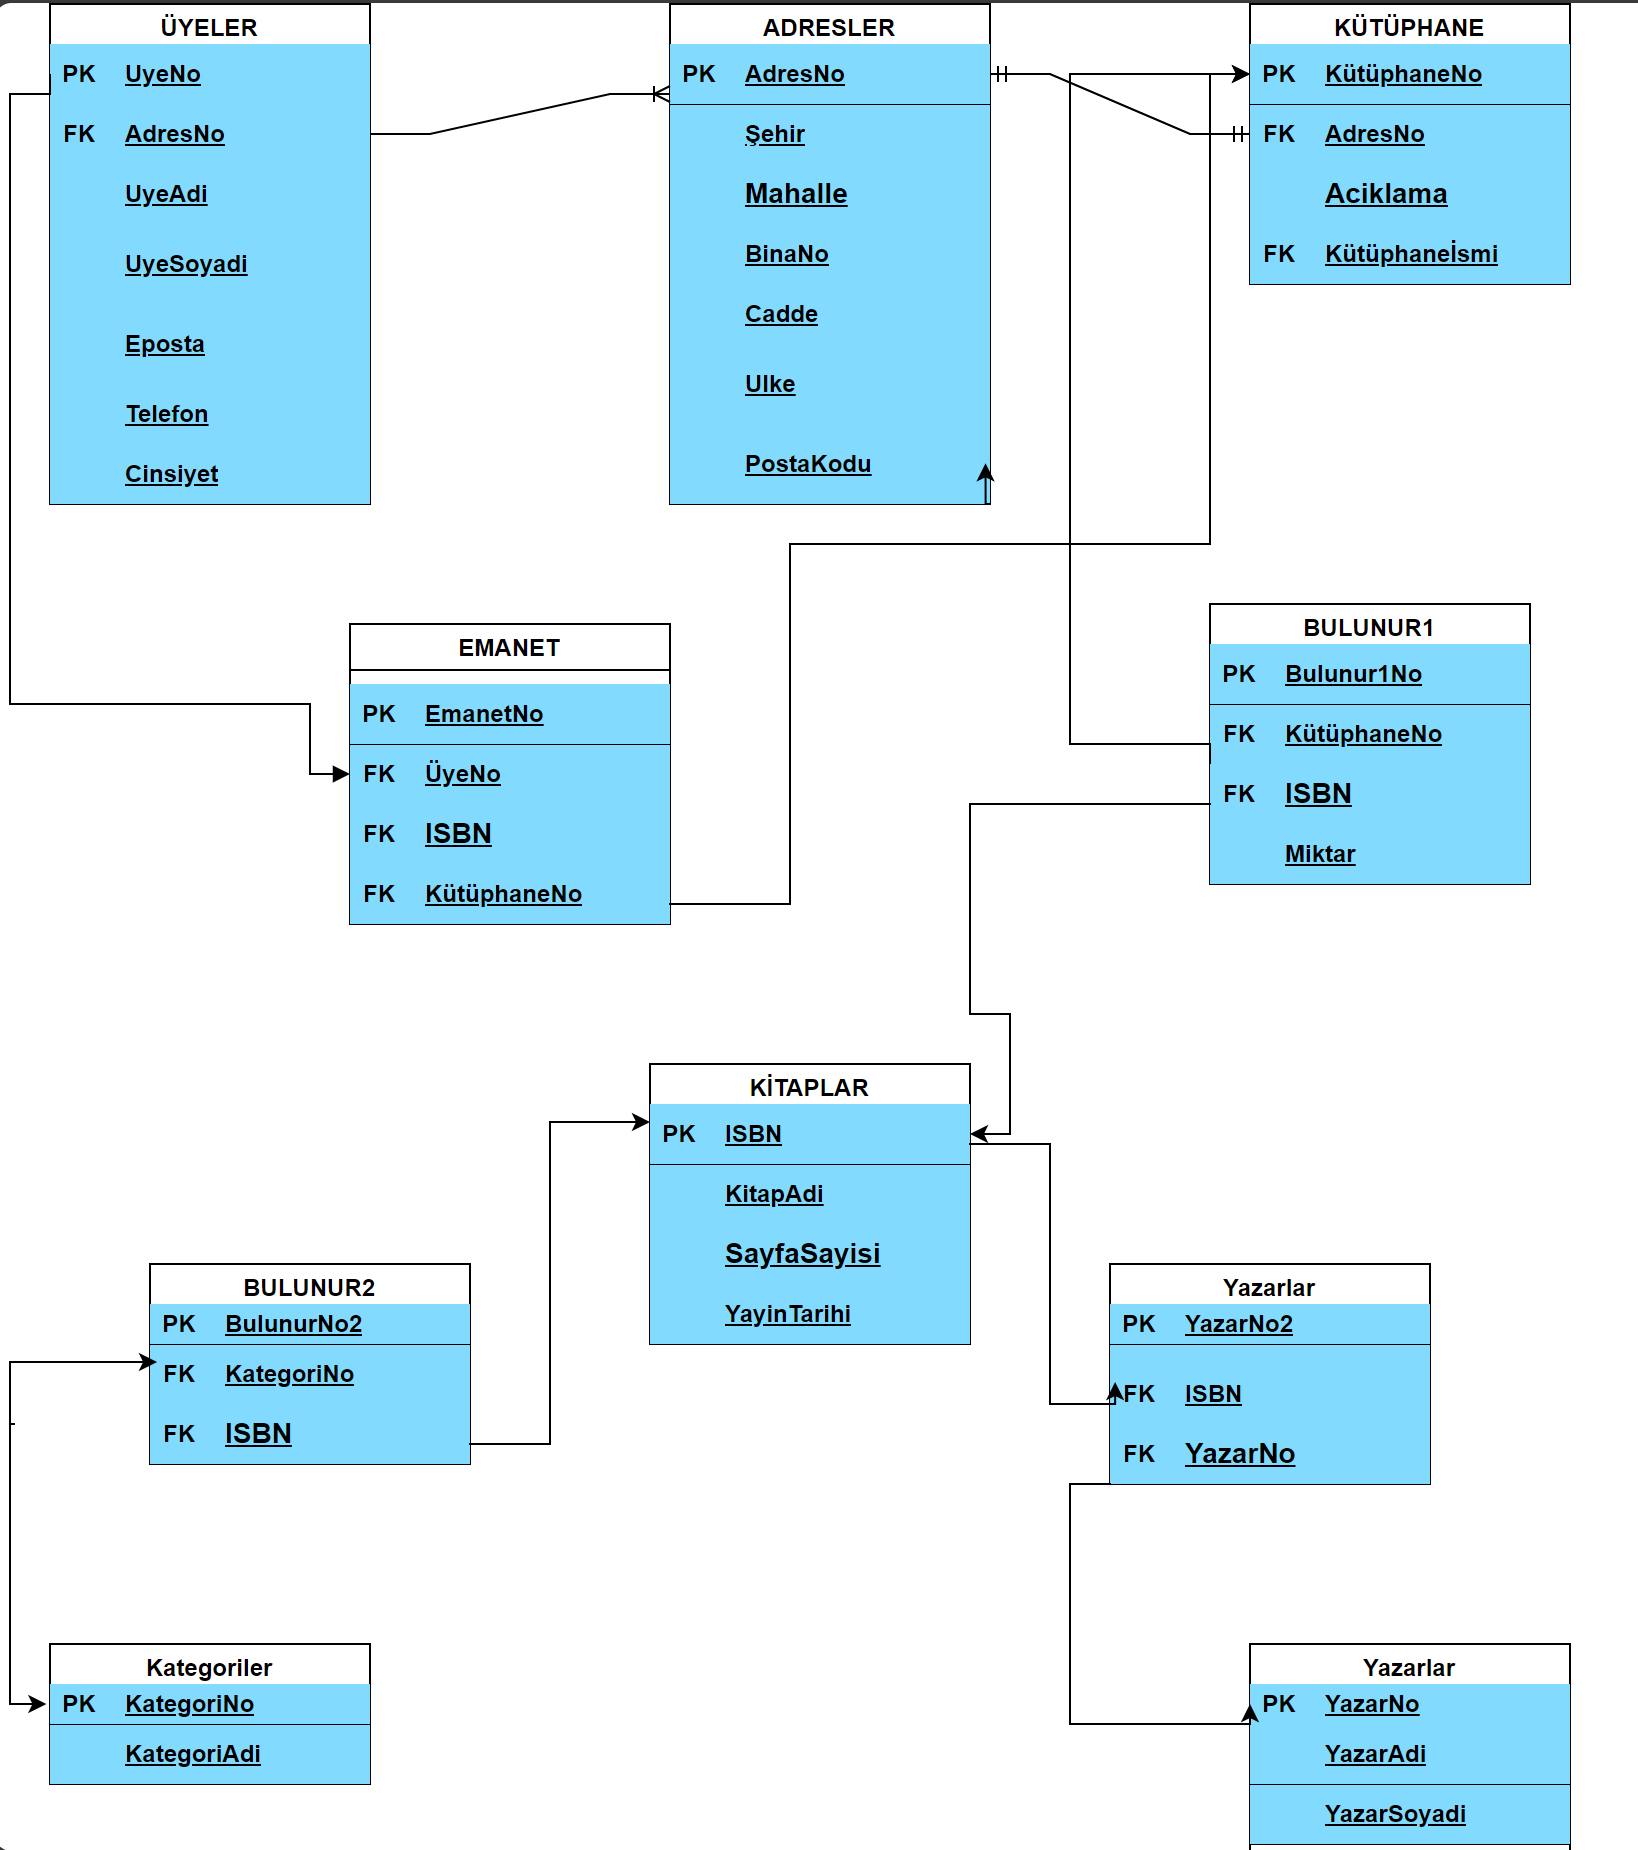 ÜYELER
PK UyeNo
FK AdresNo
UyeAdi
UyeSoyadi
Eposta
Telefon
Cinsiyet
ADRESLER
PK AdresNo
Şehir
Mahalle
BinaNo
Cadde
Ulke
PostaKodu
KÜTÜPHANE
PK KütüphaneNo
FK AdresNo
Aciklama
FK Kütüphaneİsmi
EMANET
PK EmanetNo
FK ÜyeNo
FK ISBN
FK KütüphaneNo
BULUNUR1
PK Bulunur1No
FK KütüphaneNo
FK ISBN
Miktar
KİTAPLAR
PK ISBN
KitapAdi
SayfaSayisi
YayinTarihi
BULUNUR2
PK BulunurNo2
FK KategoriNo
FK ISBN
Yazarlar
PK YazarNo2
FK ISBN
FK YazarNo
Kategoriler
PK KategoriNo
KategoriAdi
Yazarlar
PK YazarNo
YazarAdi
YazarSoyadi